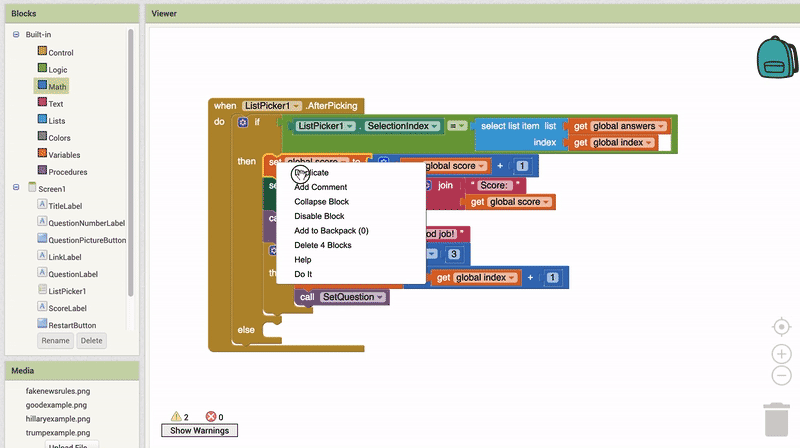 Blocks
Viewer
Built-in
Control
Logic
Math
Text
Lists
Colors
Variables
Procedures
Screen1
TitleLabel
QuestionNumberLabel
QuestionPictureButton
LinkLabel
QuestionLabel
ListPicker1
ScoreLabel
RestartButton
Rename Delete
Media
fakenewsrules.png
goodexample.png
hillaryexample.png
trumpexample.png
when ListPicker1 .AfterPicking
do if ListPicker1 . SelectionIndex = select list item list get global answers
index get global index
then set global score to global score + 1
join " Score: "
get global score
job! "
3
get global index + 1
call SetQuestion
else
Duplicate
Add Comment
Collapse Block
Disable Block
Add to Backpack (0)
Delete 4 Blocks
Help
Do It
2 0
Show Warnings